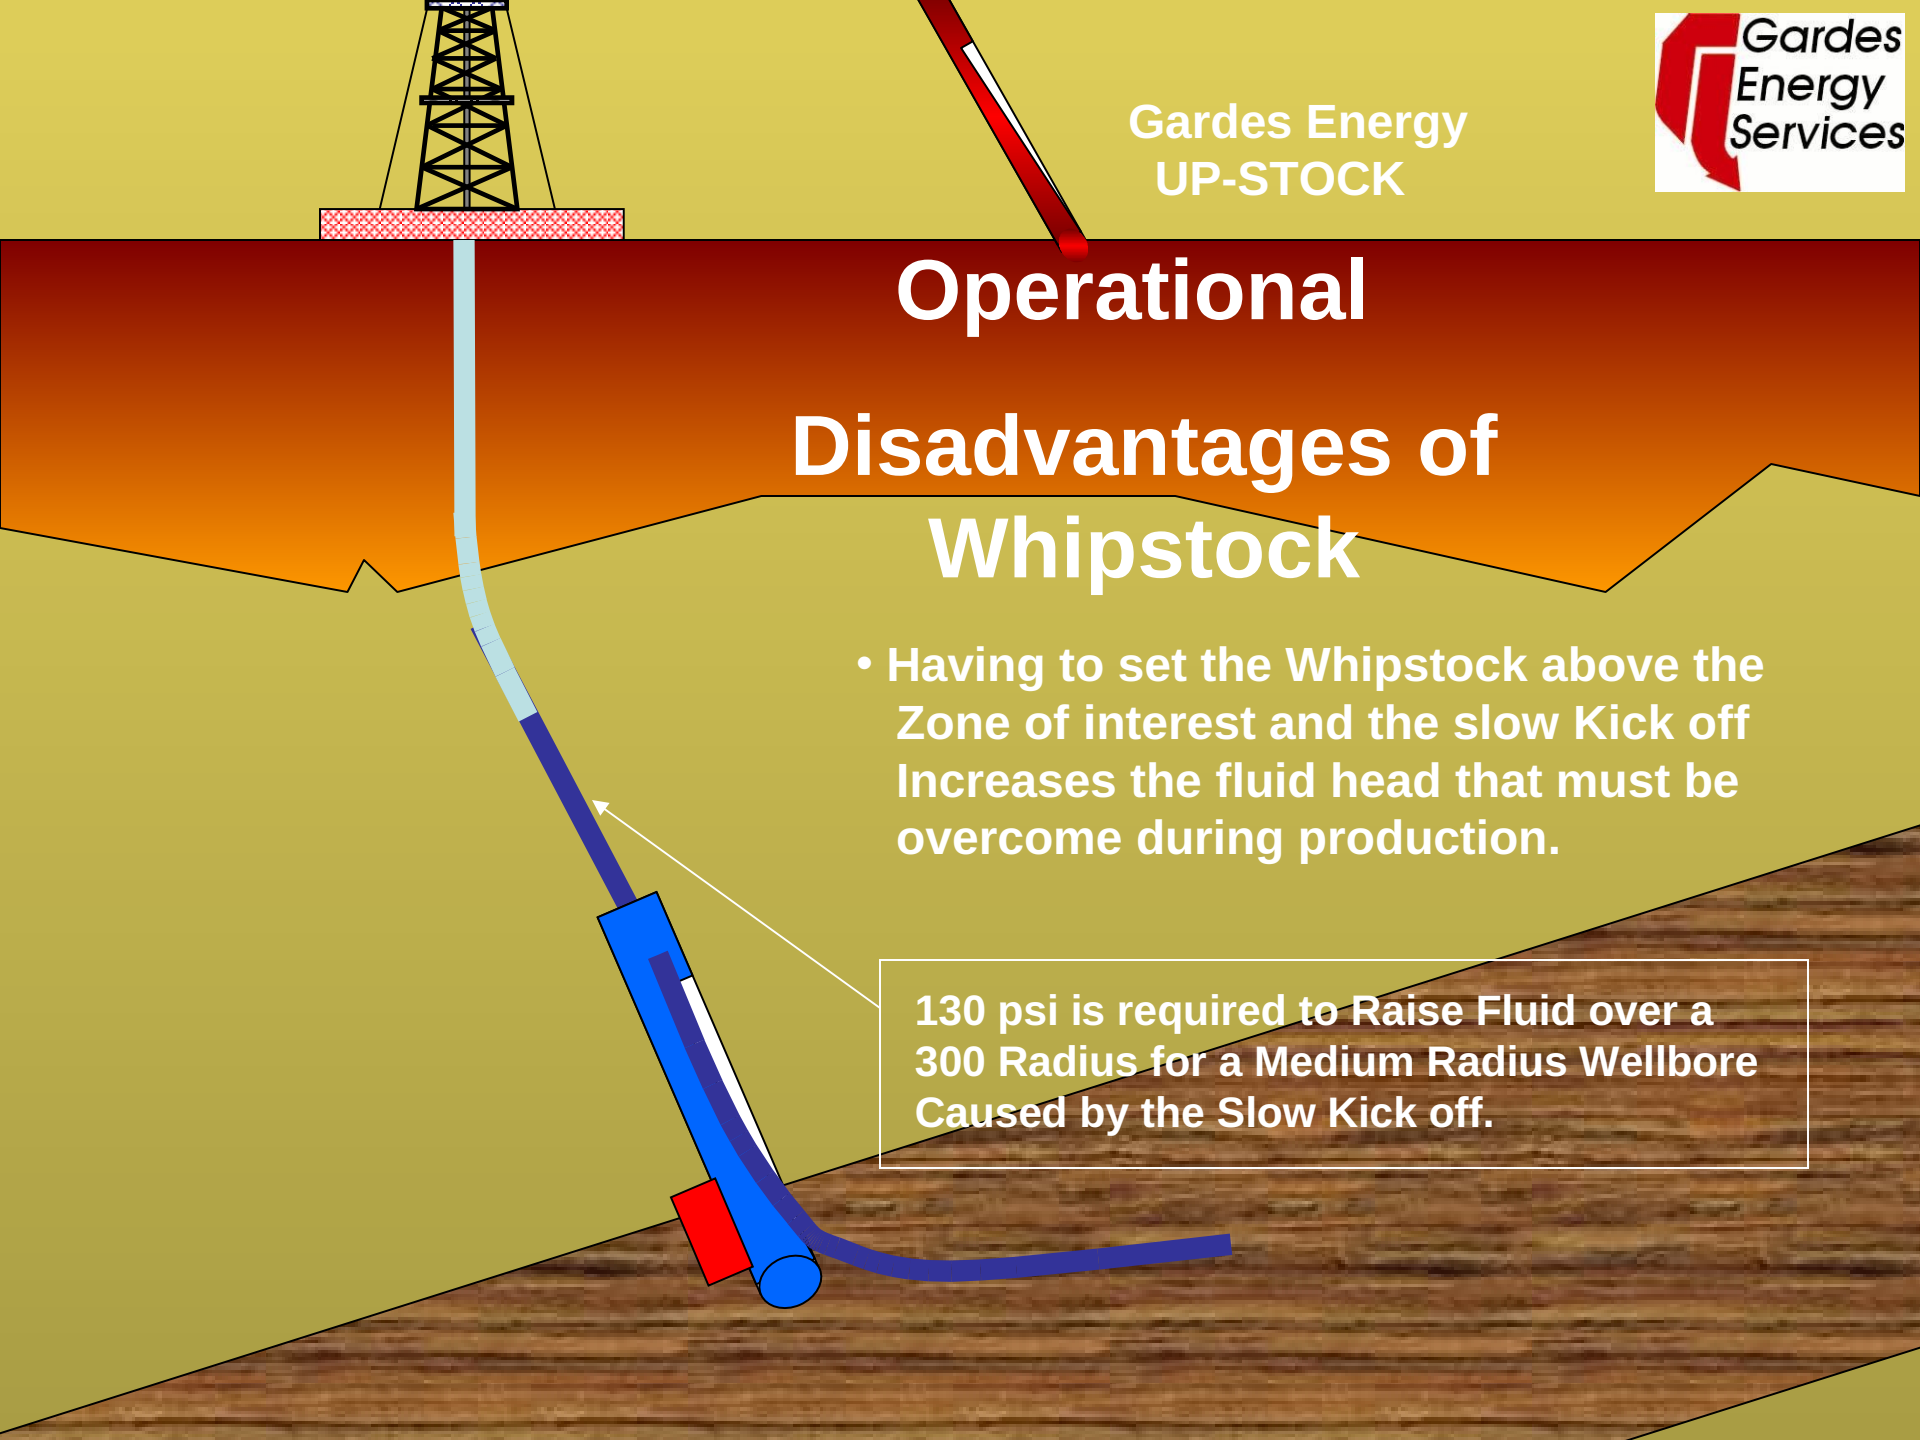 Gardes
Energy
Services
Gardes Energy
UP-STOCK
Operational
Disadvantages of
Whipstock
• Having to set the Whipstock above the
Zone of interest and the slow Kick off
Increases the fluid head that must be
overcome during production.
130 psi is required to Raise Fluid over a
300 Radius for a Medium Radius Wellbore
Caused by the Slow Kick off.